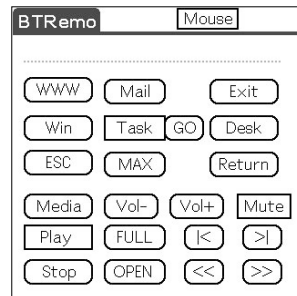 BTRemo Mouse
WWW Mail Exit
Win Task GO Desk
ESC MAX Return
Media Vol- Vol+ Mute
Play FULL |< >|
Stop OPEN << >>